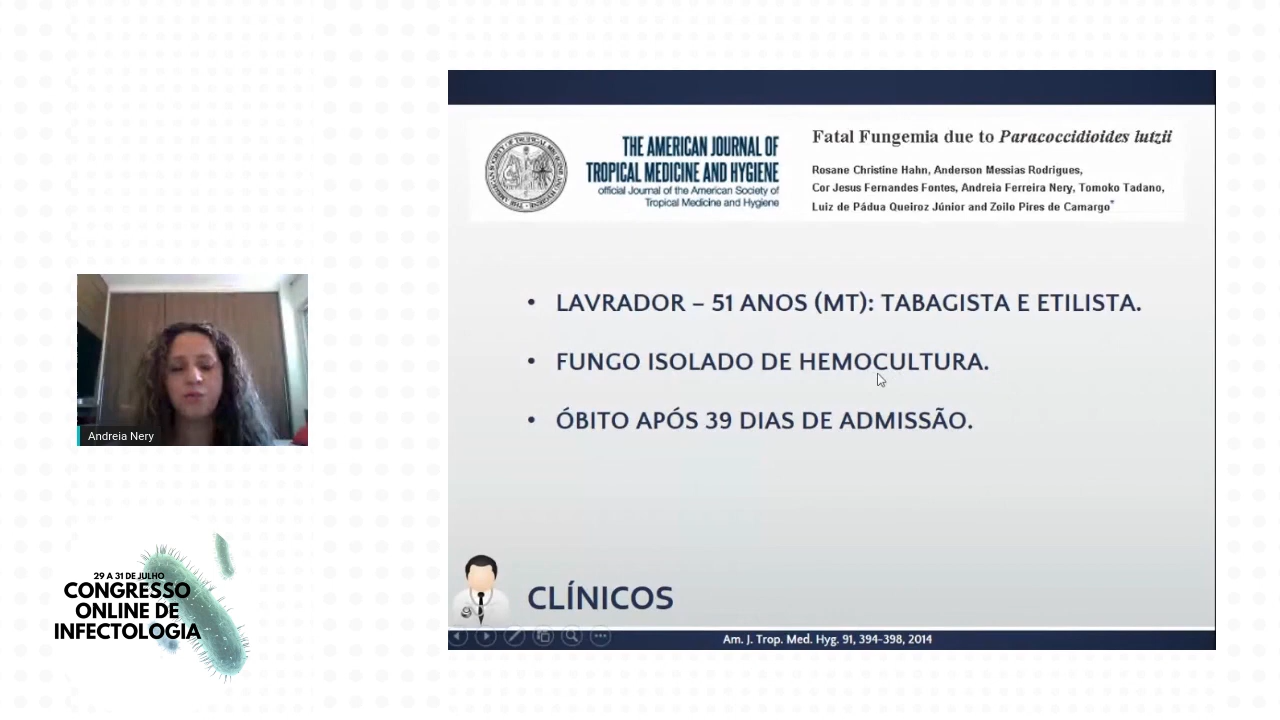 THE AMERICAN JOURNAL OF
TROPICAL MEDICINE AND HYGIENE
official Journal of the American Society of
Tropical Medicine and Hygiene
Fatal Fungemia due to Paracoccidioides lutzii
Rosane Christine Hahn, Anderson Messias Rodrigues,
Cor Jesus Fernandes Fontes, Andreia Ferreira Nery, Tomoko Tadano,
Luiz de Pádua Queiroz Júnior and Zoilo Pires de Camargo*
• LAVRADOR – 51 ANOS (MT): TABAGISTA E ETILISTA.
• FUNGO ISOLADO DE HEMOCULTURA.
• ÓBITO APÓS 39 DIAS DE ADMISSÃO.
CLÍNICOS
Am. J. Trop. Med. Hyg. 91, 394-398, 2014
Andreia Nery
29 A 31 DE JULHO
CONGRESSO
ONLINE DE
INFECTOLOGIA